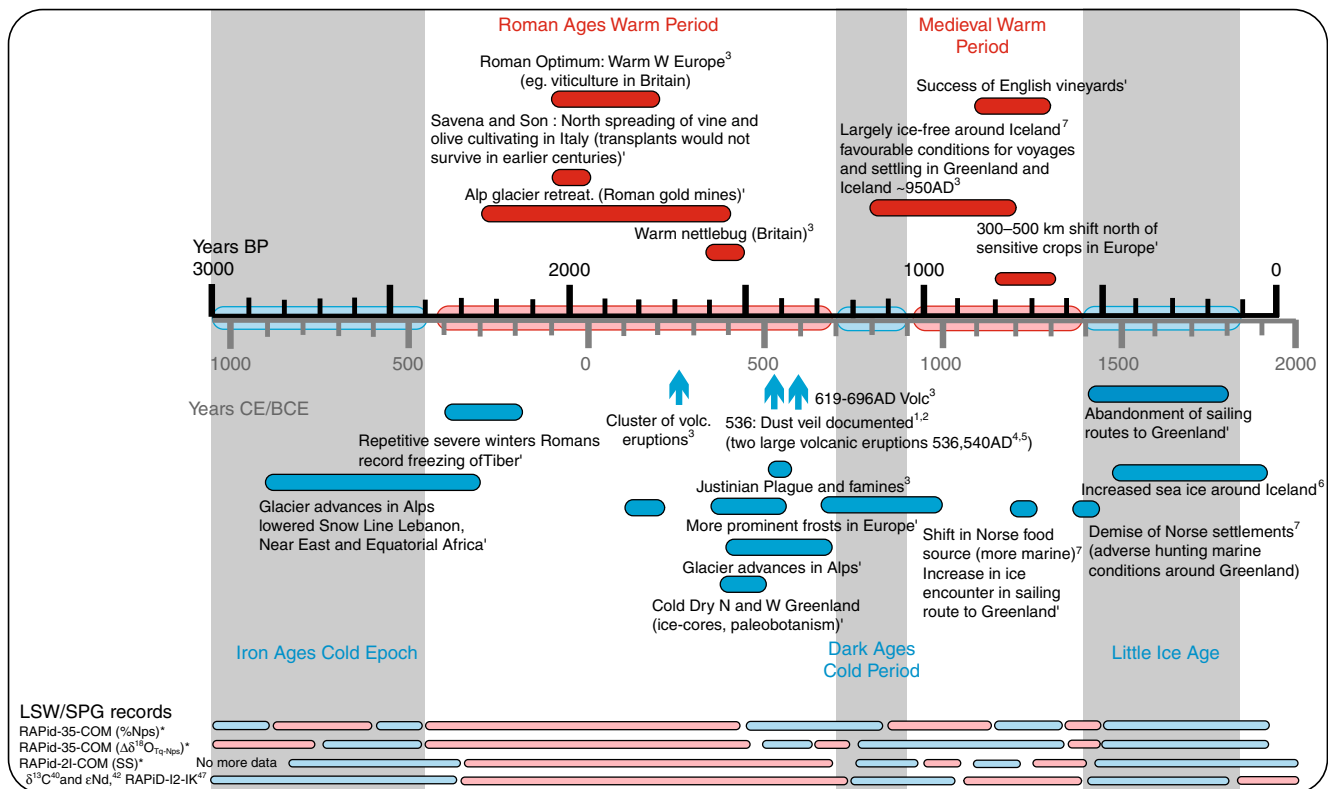 Roman Ages Warm Period
Medieval Warm
Period
Roman Optimum: Warm W Europe³
(eg. viticulture in Britain)
Savena and Son : North spreading of vine and
olive cultivating in Italy (transplants would not
survive in earlier centuries)'
Alp glacier retreat. (Roman gold mines)'
Warm nettlebug (Britain)³
Success of English vineyards'
Largely ice-free around Iceland⁷
favourable conditions for voyages
and settling in Greenland and
Iceland ~950AD³
300–500 km shift north of
sensitive crops in Europe'
Years BP
3000 2000 1000 0
1000 500 0 500 1000 1500 2000
Years CE/BCE
Repetitive severe winters Romans
record freezing ofTiber'
Glacier advances in Alps
lowered Snow Line Lebanon,
Near East and Equatorial Africa'
Cluster of volc.
eruptions³
619-696AD Volc³
536: Dust veil documented¹,²
(two large volcanic eruptions 536,540AD⁴,⁵)
Justinian Plague and famines³
More prominent frosts in Europe'
Glacier advances in Alps'
Cold Dry N and W Greenland
(ice-cores, paleobotanism)'
Shift in Norse food
source (more marine)⁷
Increase in ice
encounter in sailing
route to Greenland'
Abandonment of sailing
routes to Greenland'
Increased sea ice around Iceland⁶
Demise of Norse settlements⁷
(adverse hunting marine
conditions around Greenland)
Iron Ages Cold Epoch
Dark Ages
Cold Period
Little Ice Age
LSW/SPG records
RAPid-35-COM (%Nps)*
RAPid-35-COM (Δδ¹⁸O Tq-Nps)*
RAPid-2I-COM (SS)* No more data
δ¹³C⁴⁰and εNd,⁴² RAPiD-I2-IK⁴⁷